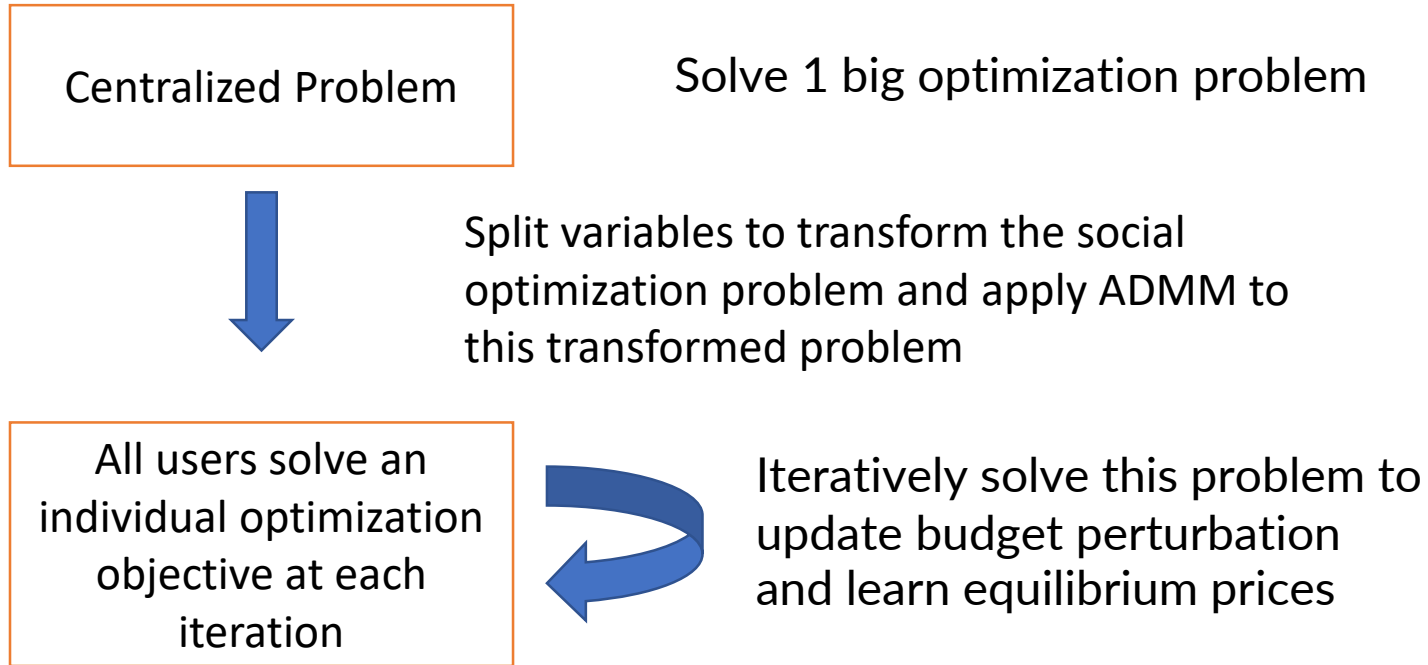 Centralized Problem
Solve 1 big optimization problem
Split variables to transform the social
optimization problem and apply ADMM to
this transformed problem
All users solve an
individual optimization
objective at each
iteration
Iteratively solve this problem to
update budget perturbation
and learn equilibrium prices